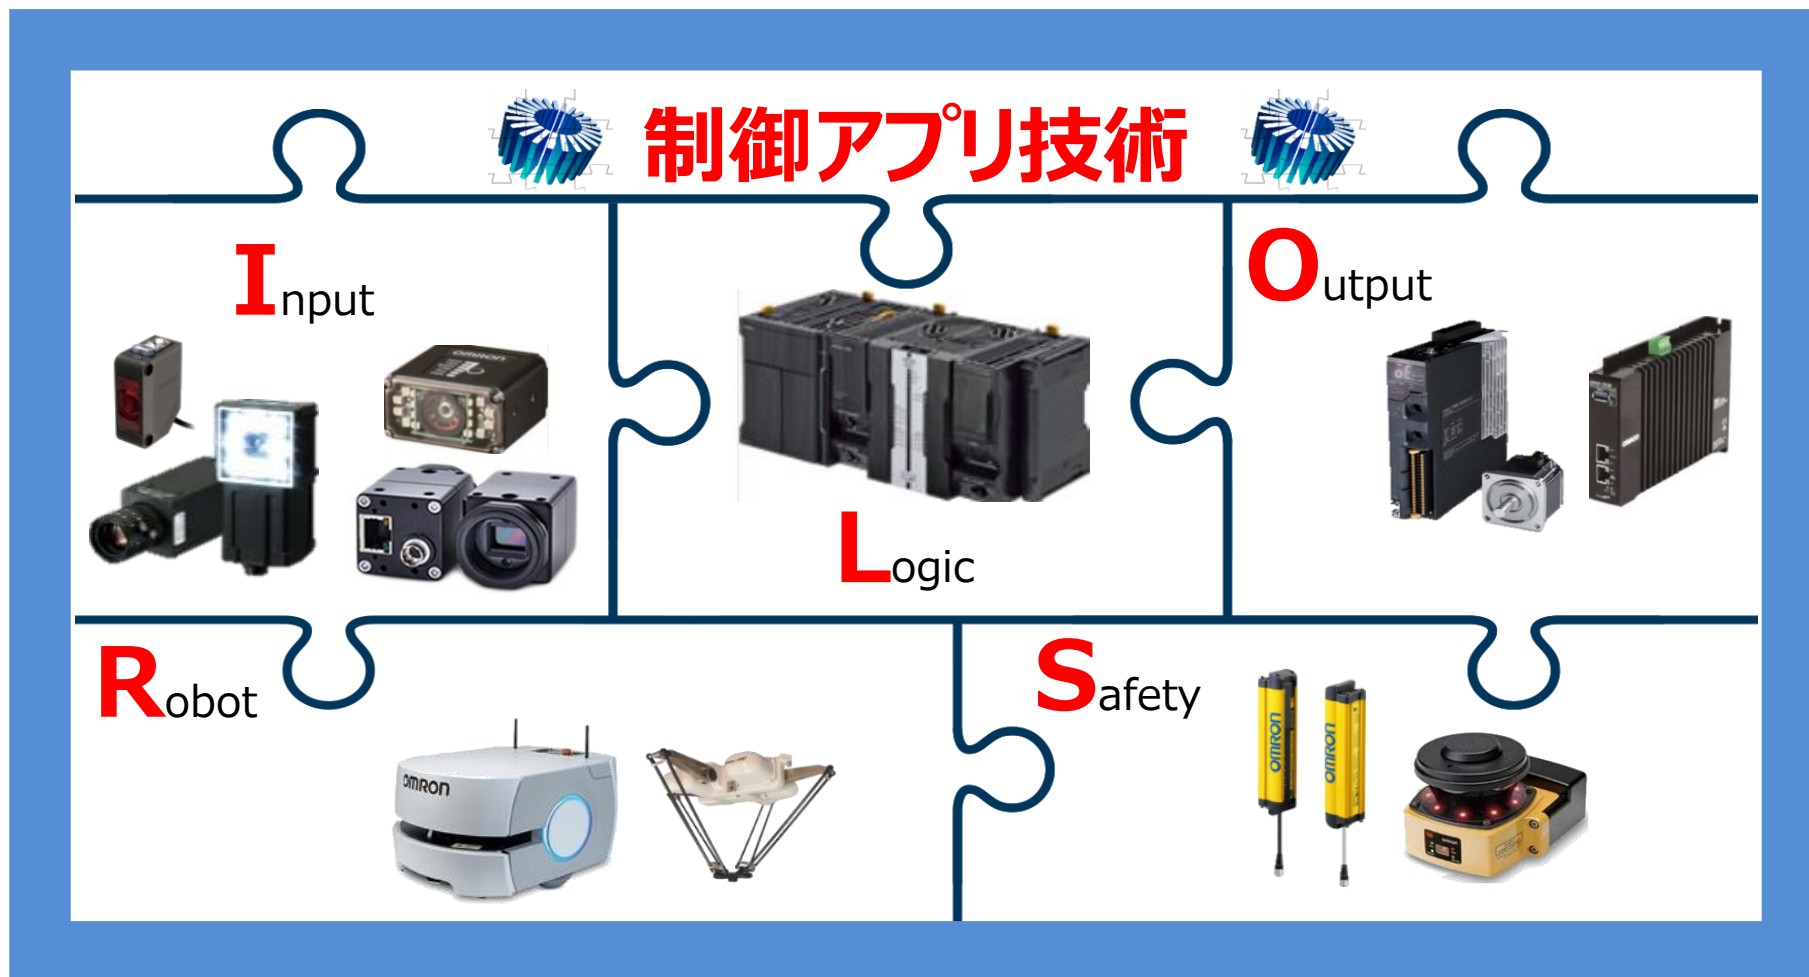 制御アプリ技術
Input
Output
OMRON
Logic
Robot
Safety
OMRON
OMRON
OMRON